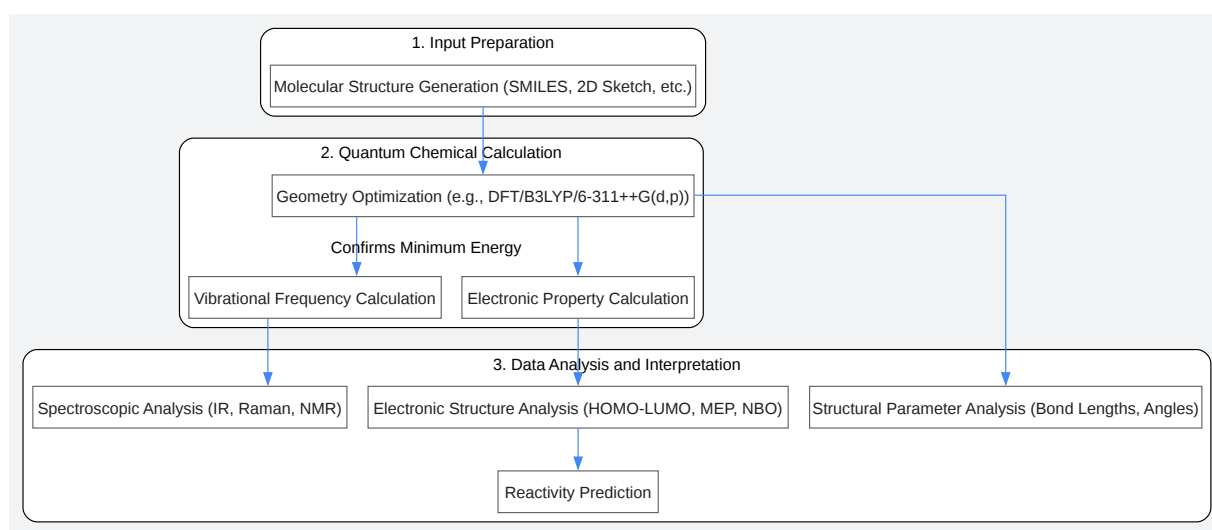 1. Input Preparation
Molecular Structure Generation (SMILES, 2D Sketch, etc.)
2. Quantum Chemical Calculation
Geometry Optimization (e.g., DFT/B3LYP/6-311++G(d,p))
Confirms Minimum Energy
Vibrational Frequency Calculation
Electronic Property Calculation
3. Data Analysis and Interpretation
Spectroscopic Analysis (IR, Raman, NMR)
Electronic Structure Analysis (HOMO-LUMO, MEP, NBO)
Structural Parameter Analysis (Bond Lengths, Angles)
Reactivity Prediction